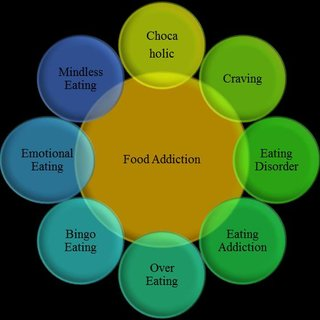 Choca
holic
Mindless
Eating
Craving
Emotional
Eating
Food Addiction
Eating
Disorder
Bingo
Eating
Eating
Addiction
Over
Eating